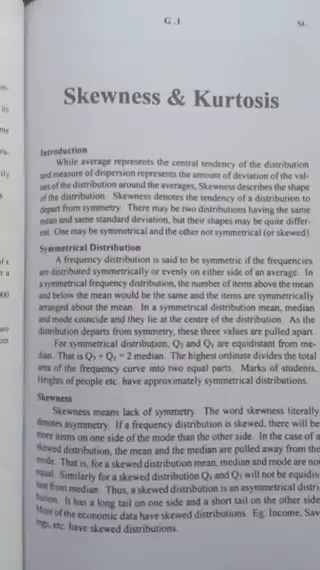 G .1
St.
Skewness & Kurtosis
Introduction
While average represents the central tendency of the distribution
and measure of dispersion represents the amount of deviation of the val-
ues of the distribution around the averages, Skewness describes the shape
of the distribution. Skewness denotes the tendency of a distribution to
depart from symmetry. There may be two distributions having the same
mean and same standard deviation, but their shapes may be quite differ-
ent. One may be symmetrical and the other not symmetrical (or skewed)
Symmetrical Distribution
A frequency distribution is said to be symmetric if the frequencies
are distributed symmetrically or evenly on either side of an average. In
a symmetrical frequency distribution, the number of items above the mean
and below the mean would be the same and the items are symmetrically
arranged about the mean. In a symmetrical distribution mean, median
and mode coincide and they lie at the centre of the distribution. As the
distribution departs from symmetry, these three values are pulled apart.
For symmetrical distribution, Q₃ and Q₁ are equidistant from me-
dian. That is Q₃ + Q₁ = 2 median. The highest ordinate divides the total
area of the frequency curve into two equal parts. Marks of students,
Heights of people etc. have approximately symmetrical distributions.
Skewness
Skewness means lack of symmetry. The word skewness literally
denotes asymmetry. If a frequency distribution is skewed, there will be
more items on one side of the mode than the other side. In the case of a
skewed distribution, the mean and the median are pulled away from the
mode. That is, for a skewed distribution mean, median and mode are not
equal. Similarly for a skewed distribution Q₃ and Q₁ will not be equidis-
tant from median. Thus, a skewed distribution is an asymmetrical distri-
bution. It has a long tail on one side and a short tail on the other side
Most of the economic data have skewed distributions. Eg: Income, Sav
ings, etc. have skewed distributions.